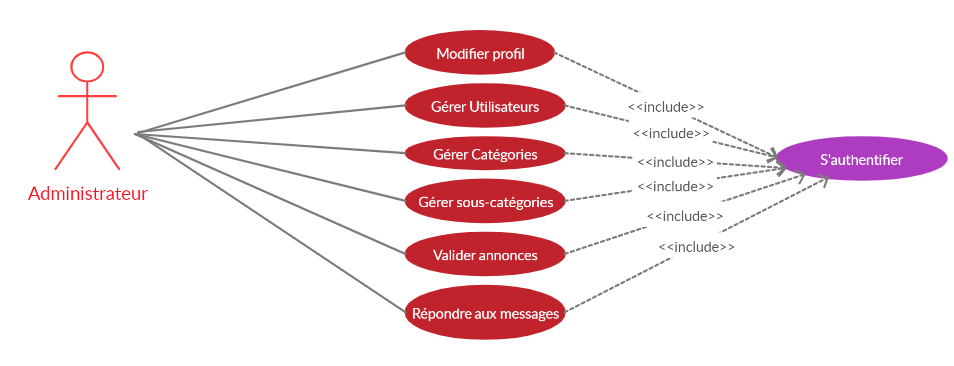 Modifier profil
<<include>>
Gérer Utilisateurs
<<include>>
Gérer Catégories
<<include>>
S'authentifier
Administrateur
Gérer sous-catégories
<<include>>
Valider annonces
<<include>>
Répondre aux messages
<<include>>